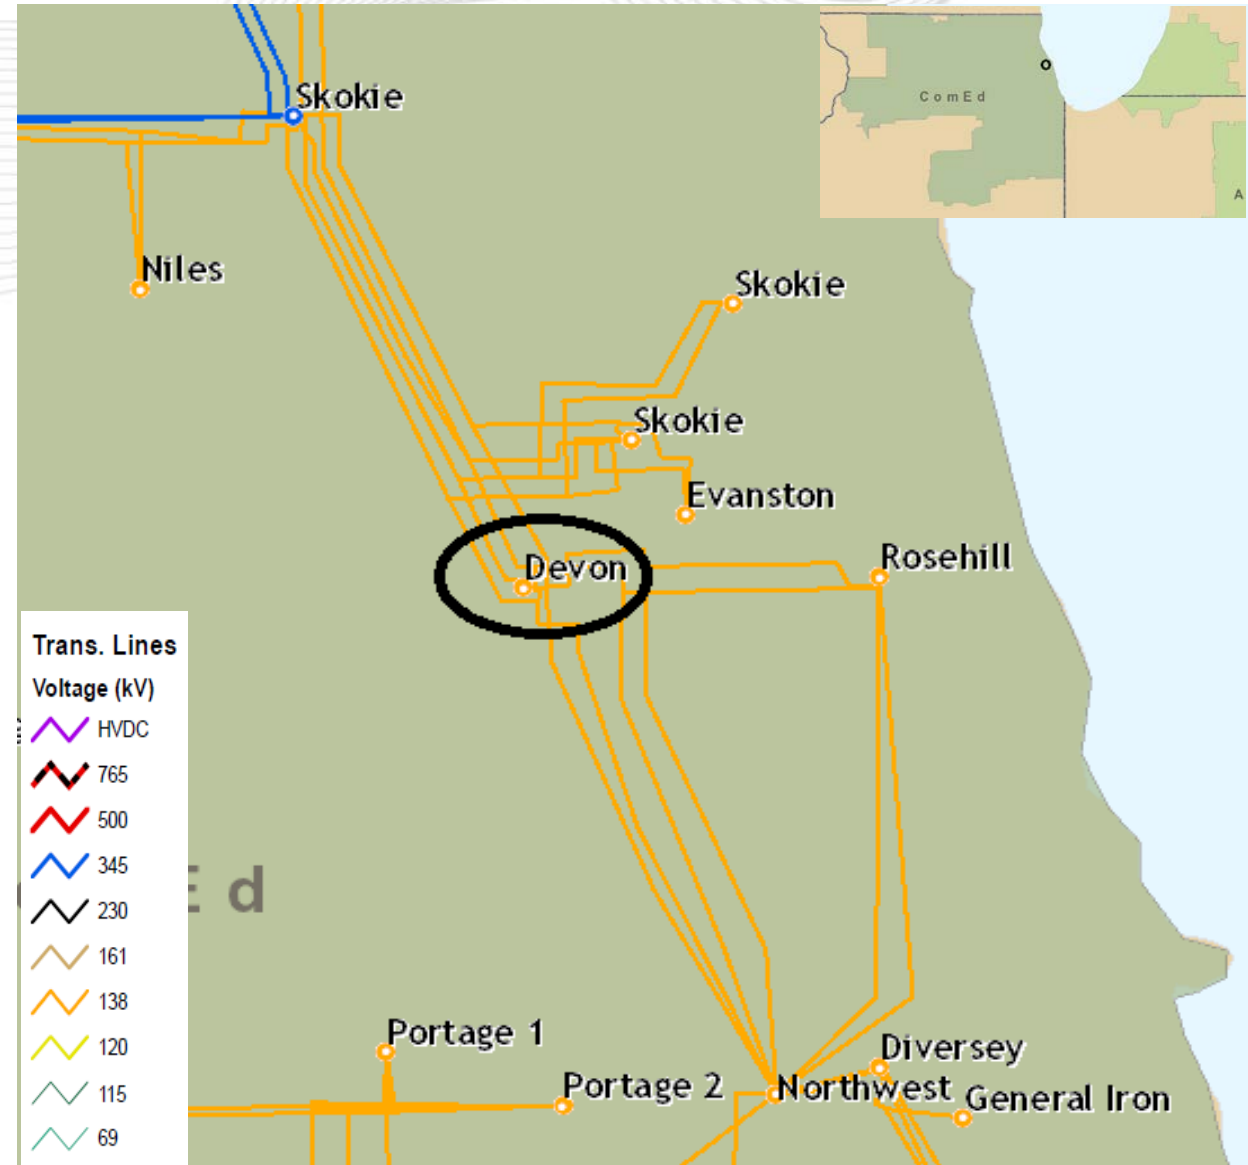 Skokie
ComEd
A
Niles
Skokie
Skokie
Evanston
Devon
Rosehill
Trans. Lines
Voltage (kV)
HVDC
765
500
345
230
161
138
120
115
69
E d
Portage 1
Portage 2
Diversey
Northwest
General Iron